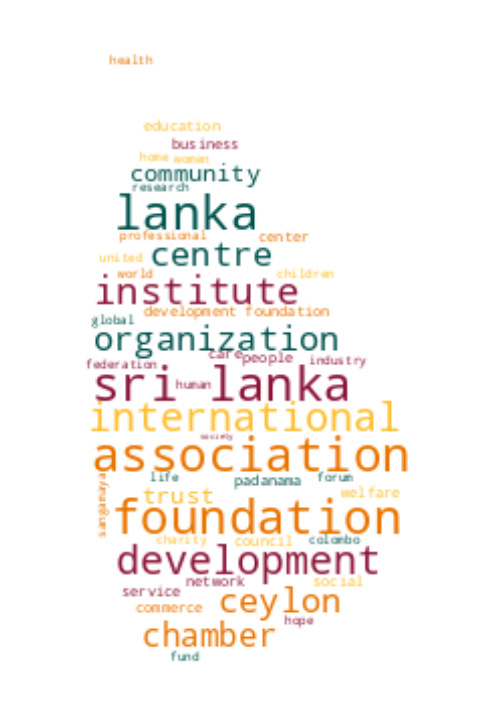 health
education
business
home women
community
research
lanka
professional center
united centre
world children
institute
development foundation
global
organization
care people industry
federation
sri lanka
human
international
society
association
life padanama forum
sangamaya
trust welfare
foundation
charity council colombo
development
network social
service
commerce ceylon
hope
chamber
fund